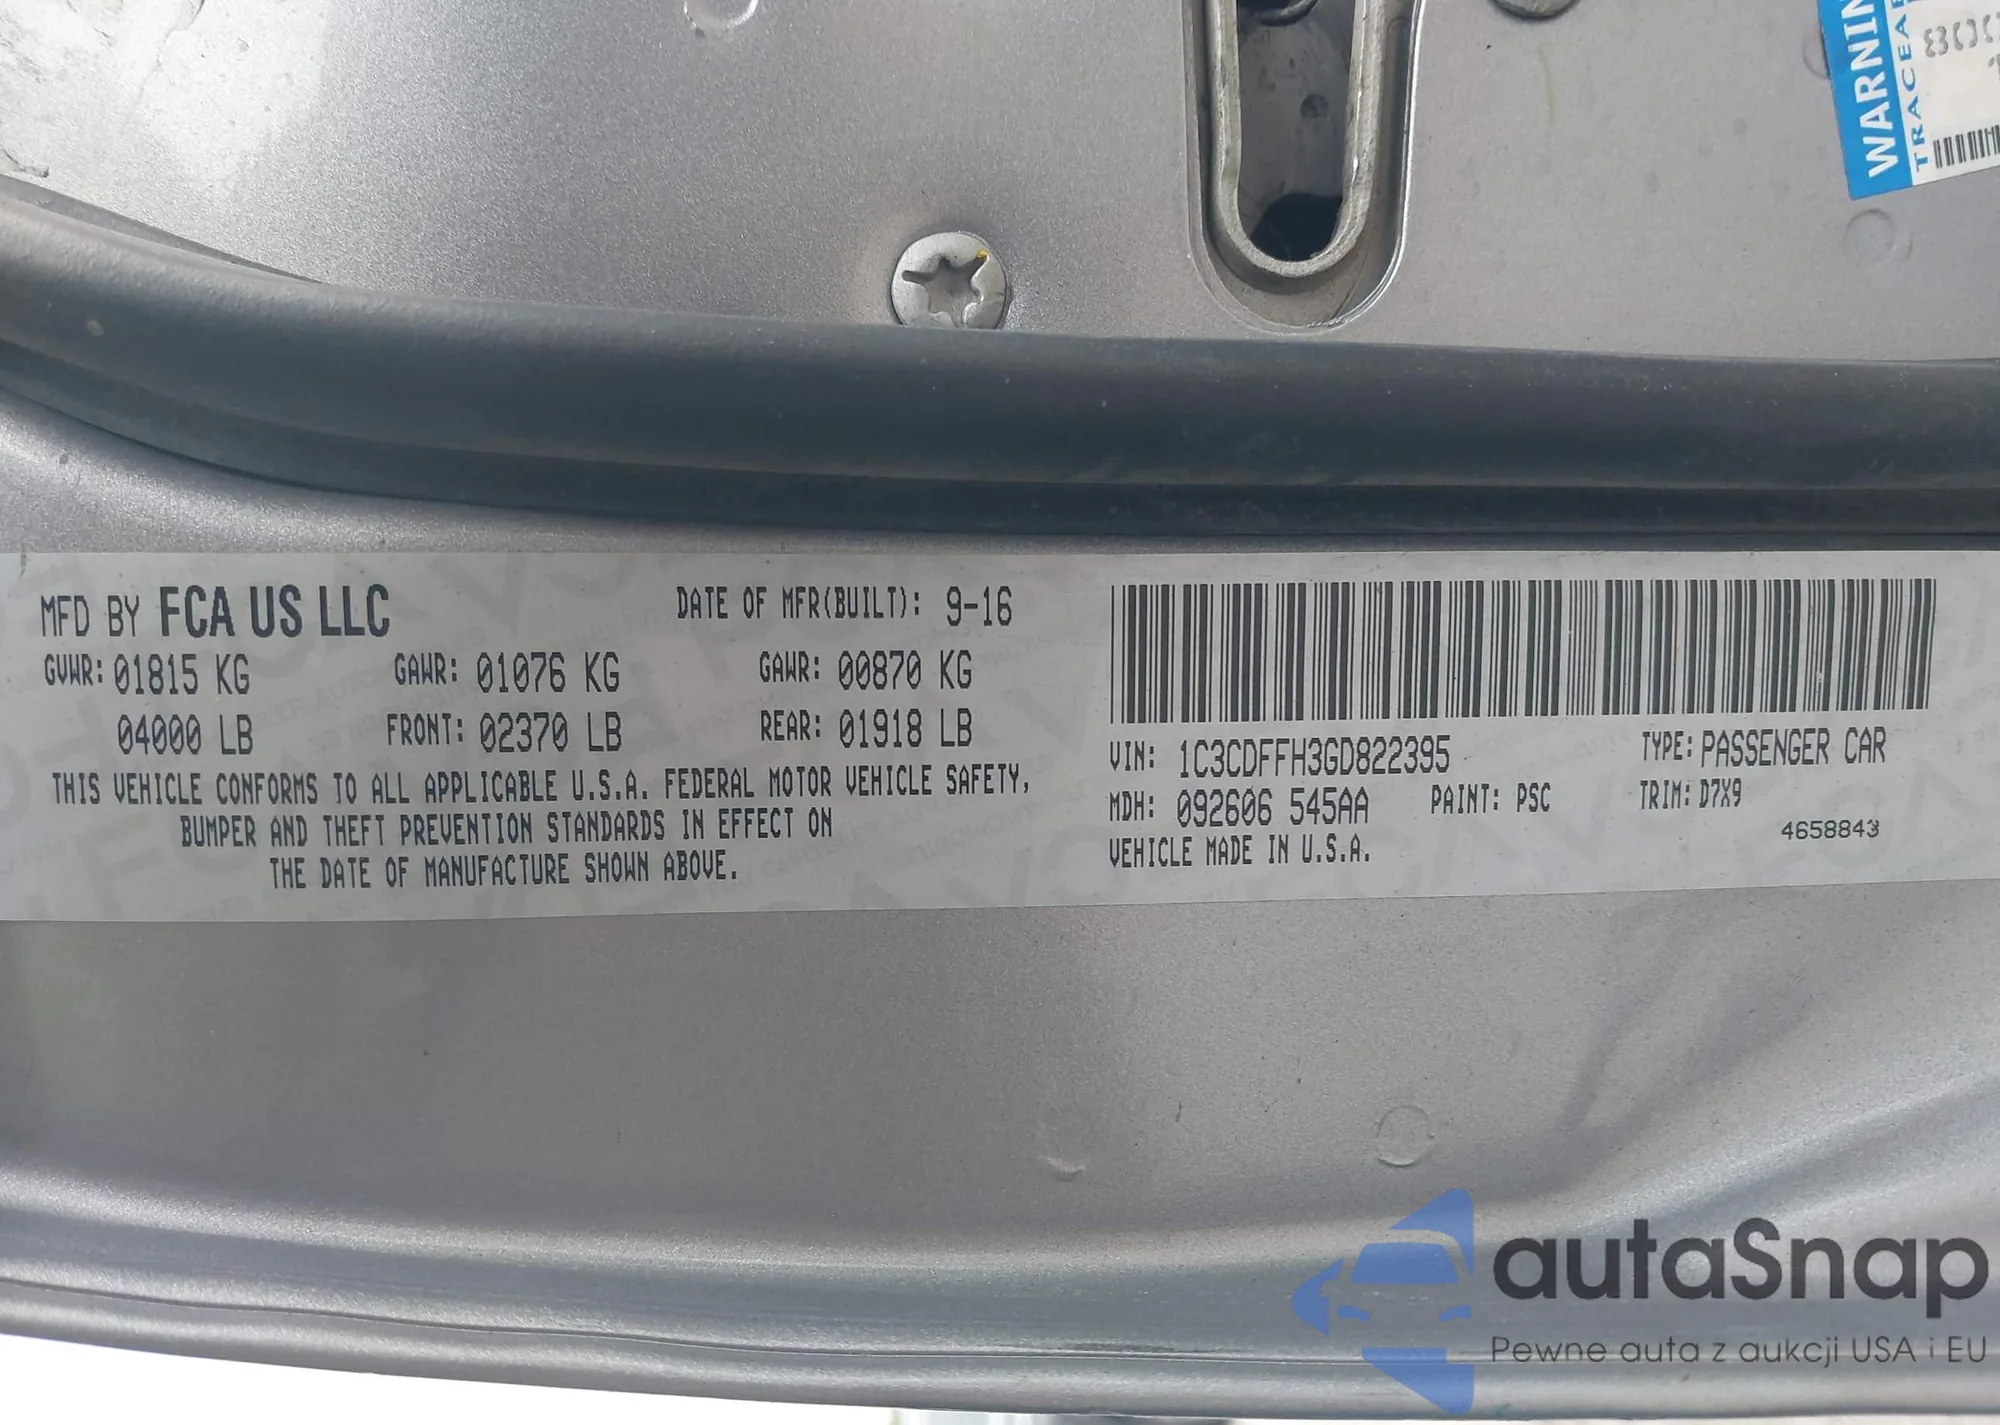 WARNIN
TRACEA
MFD BY FCA US LLC
DATE OF MFR(BUILT): 9-16
GVWR: 01815 KG
GAWR: 01076 KG
GAWR: 00870 KG
04000 LB
FRONT: 02370 LB
REAR: 01918 LB
THIS VEHICLE CONFORMS TO ALL APPLICABLE U.S.A. FEDERAL MOTOR VEHICLE SAFETY,
BUMPER AND THEFT PREVENTION STANDARDS IN EFFECT ON
THE DATE OF MANUFACTURE SHOWN ABOVE.
VIN: 1C3CDFFH3GD822395
TYPE: PASSENGER CAR
MDH: 092606 545AA
PAINT: PSC
TRIM: D7X9
VEHICLE MADE IN U.S.A.
4658843
autaSnap
Pewne auta z aukcji USA i EU